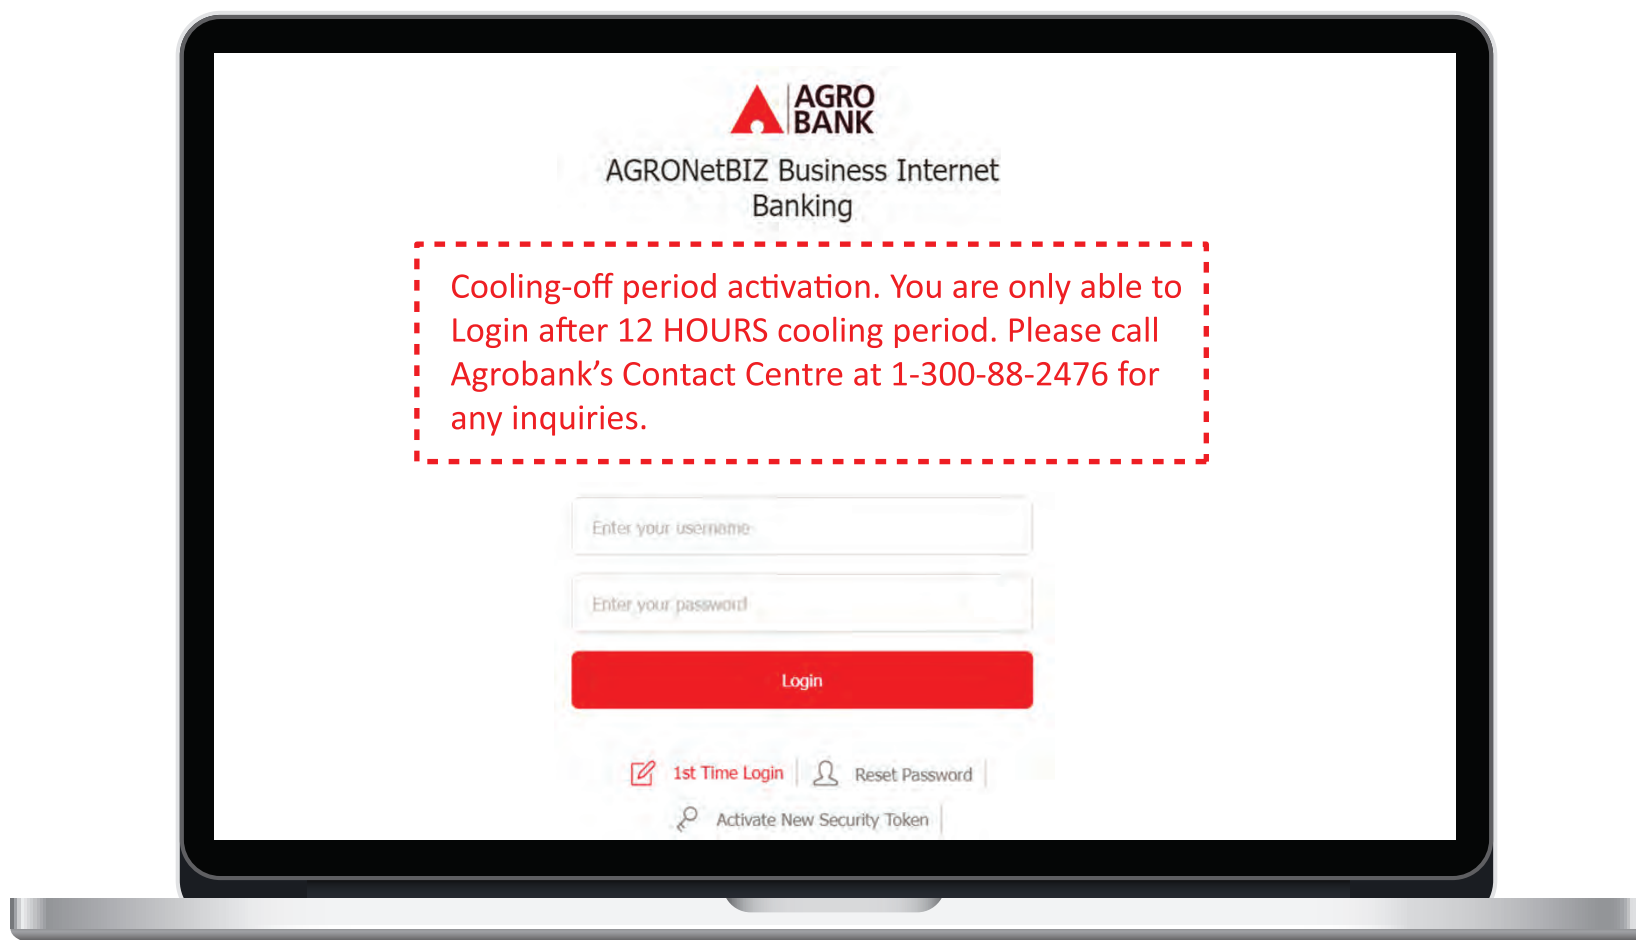 AGRO
BANK
AGRONetBIZ Business Internet
Banking
Cooling-off period activation. You are only able to
Login after 12 HOURS cooling period. Please call
Agrobank’s Contact Centre at 1-300-88-2476 for
any inquiries.
Enter your username
Enter your password
Login
1st Time Login
Reset Password
Activate New Security Token